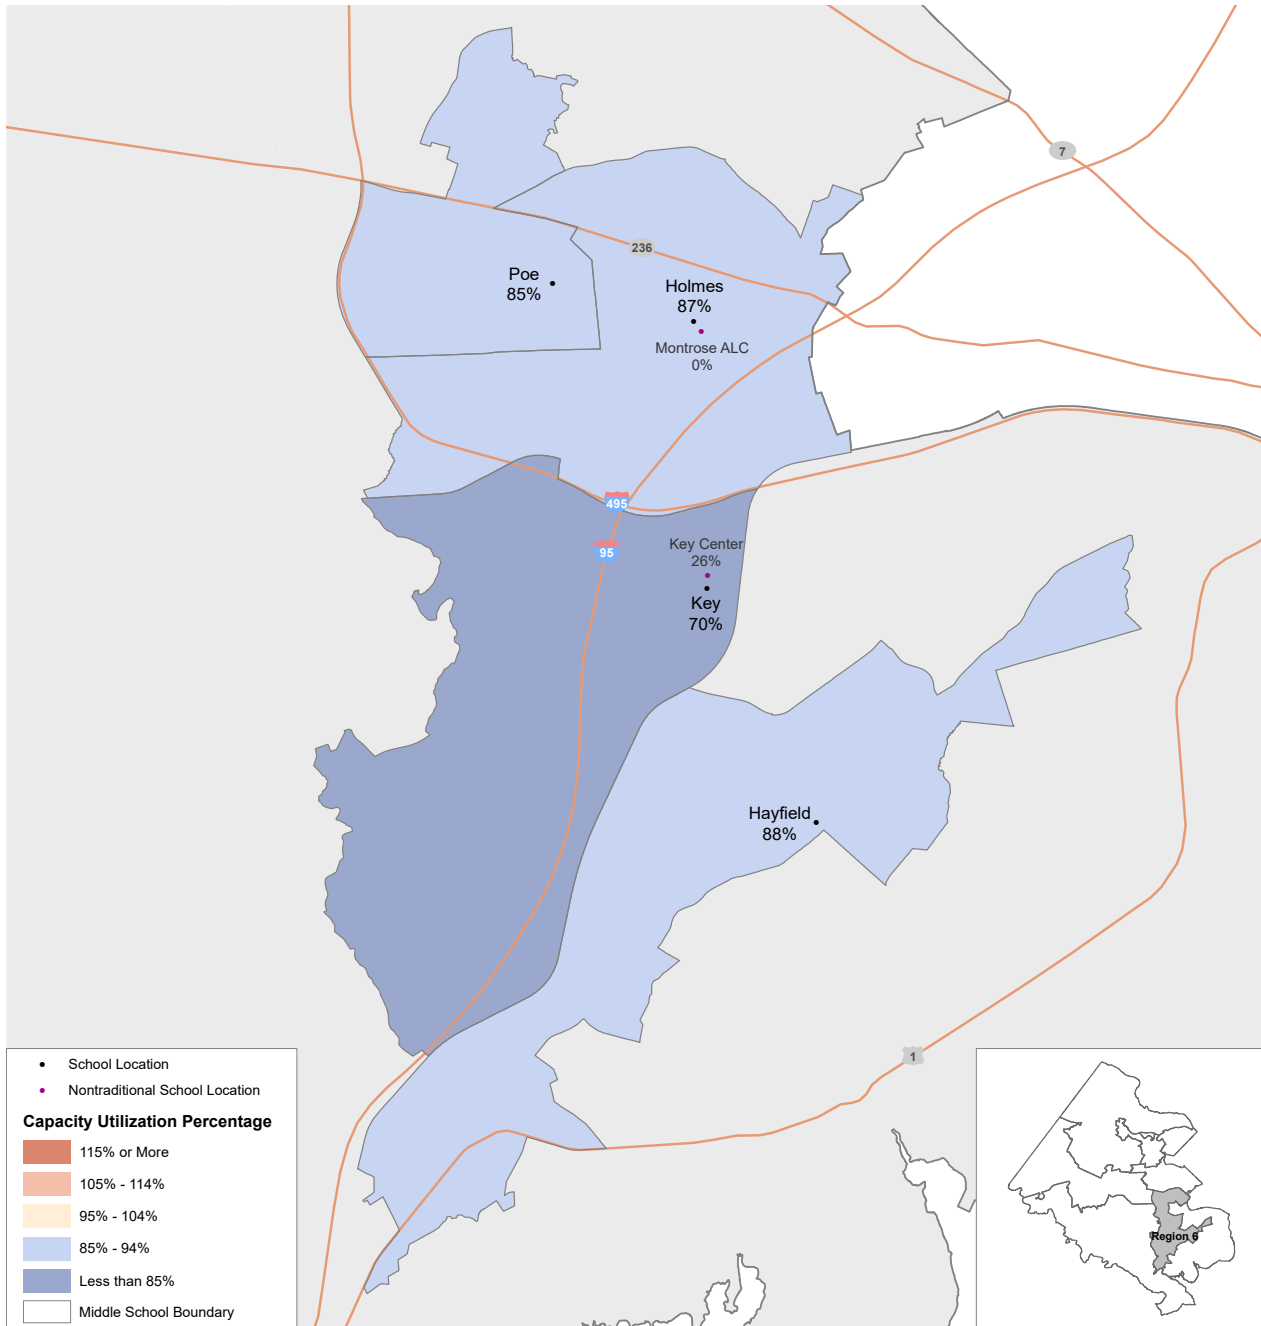 7
236
Poe
85%
Holmes
87%
Montrose ALC
0%
495
95
Key Center
26%
Key
70%
Hayfield
88%
1
School Location
Nontraditional School Location
Capacity Utilization Percentage
115% or More
105% - 114%
95% - 104%
85% - 94%
Less than 85%
Middle School Boundary
Region 6